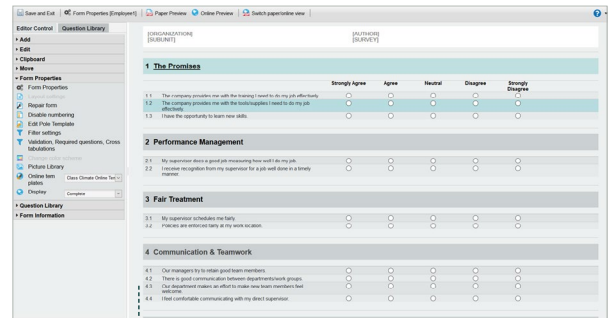 Save and Exit Form Properties [Employee1] Paper Preview Online Preview Switch paper/online view
Editor Control Question Library
Add
Edit
Clipboard
Move
Form Properties
Form Properties
Repair form
Disable numbering
Edit Pole Template
Filter settings
Validation, Required questions, Cross
tabulations
Picture Library
Online tem
plates
Class Climate Online Tem
Display
Complete
Question Library
Form Information
[ORGANIZATION] [AUTHOR]
[SUBUNIT] [SURVEY]
1 The Promises
Strongly Agree Agree Neutral Disagree Strongly
Disagree
1.1 The company provides me with the training I need to do my job effectively.
1.2 The company provides me with the tools/supplies I need to do my job
effectively.
1.3 I have the opportunity to learn new skills.
2 Performance Management
2.1 My supervisor does a good job measuring how well I do my job.
2.2 I receive recognition from my supervisor for a job well done in a timely
manner.
3 Fair Treatment
3.1 My supervisor schedules me fairly.
3.2 Policies are enforced fairly at my work location.
4 Communication & Teamwork
4.1 Our managers try to retain good team members.
4.2 There is good communication between departments/work groups.
4.3 Our department makes an effort to make new team members feel
welcome.
4.4 I feel comfortable communicating with my direct supervisor.